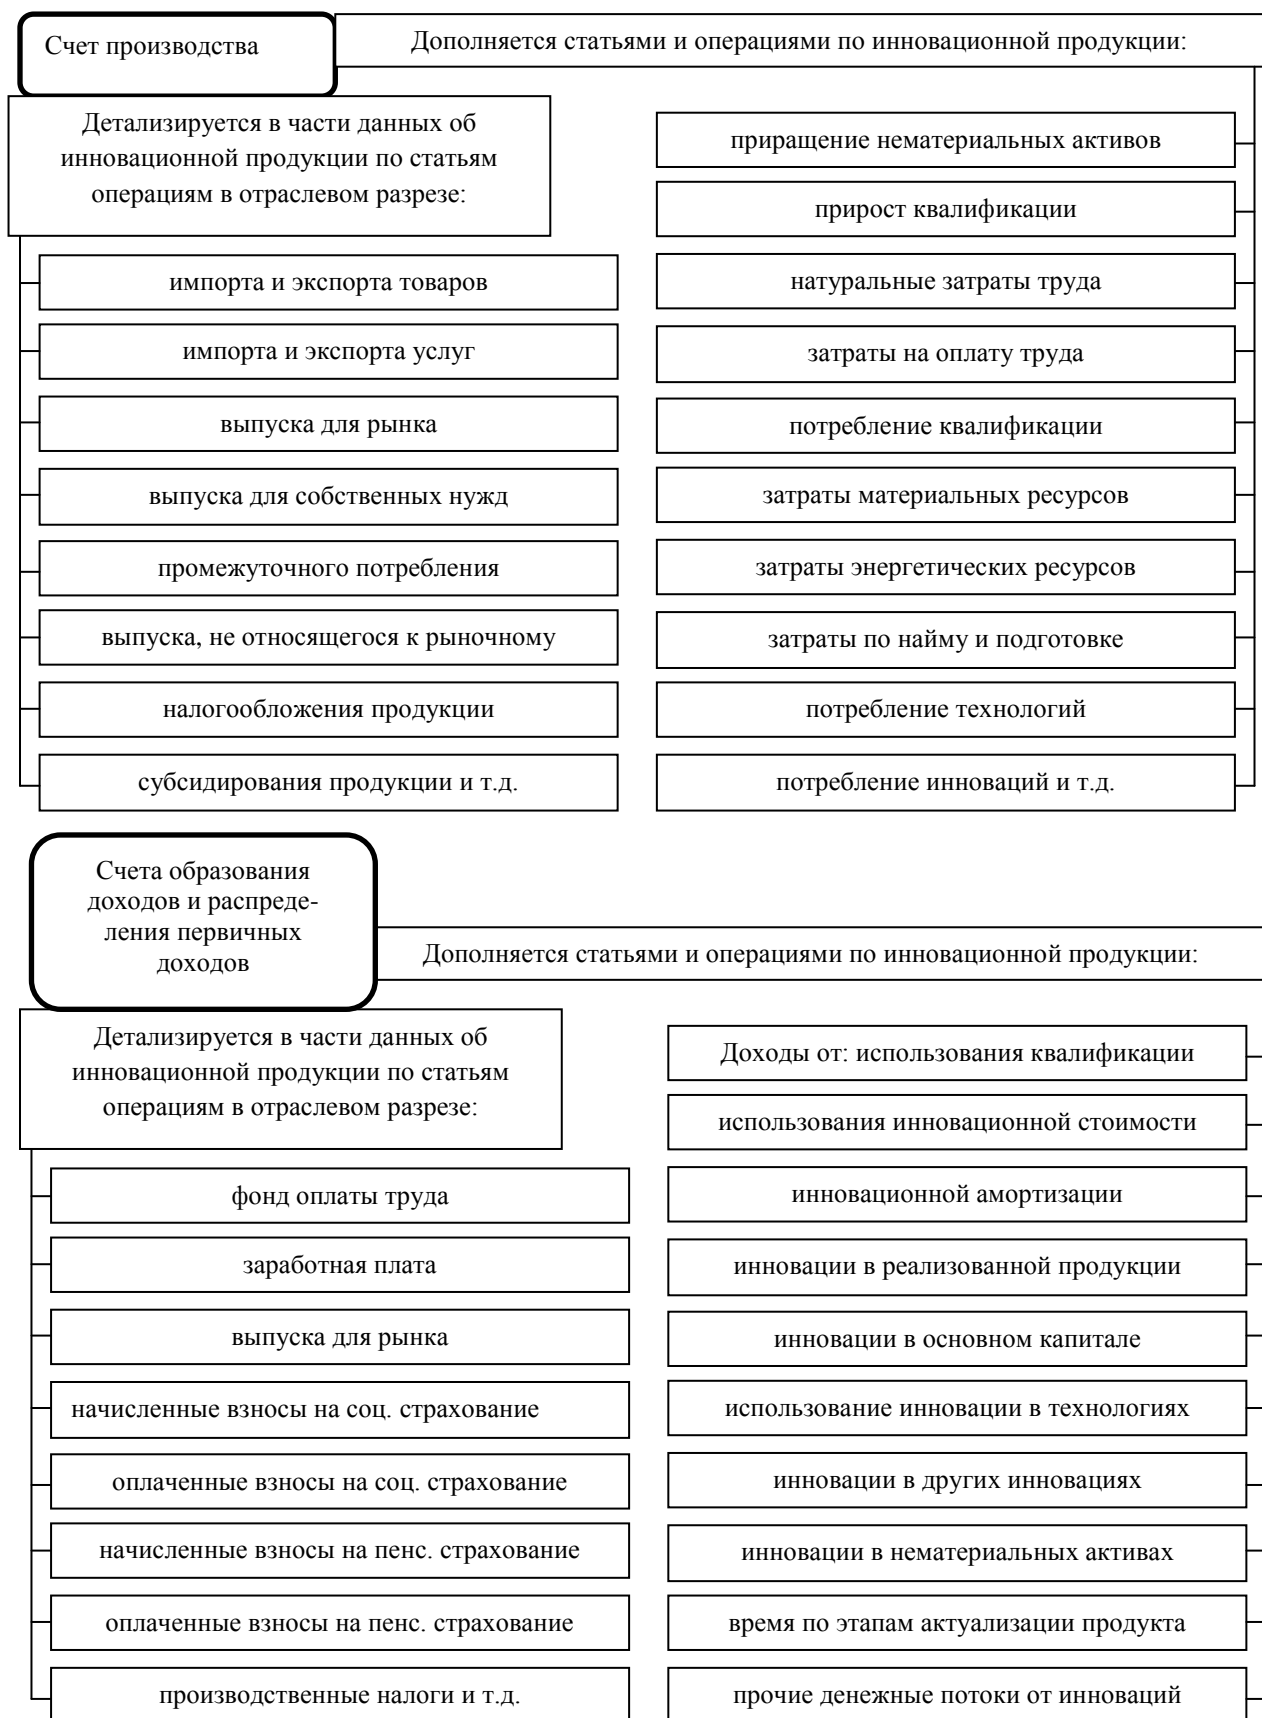 Счет производства
Дополняется статьями и операциями по инновационной продукции:
Детализируется в части данных об
инновационной продукции по статьям
операциям в отраслевом разрезе:
импорта и экспорта товаров
импорта и экспорта услуг
выпуска для рынка
выпуска для собственных нужд
промежуточного потребления
выпуска, не относящегося к рыночному
налогообложения продукции
субсидирования продукции и т.д.
приращение нематериальных активов
прирост квалификации
натуральные затраты труда
затраты на оплату труда
потребление квалификации
затраты материальных ресурсов
затраты энергетических ресурсов
затраты по найму и подготовке
потребление технологий
потребление инноваций и т.д.
Счета образования
доходов и распреде-
ления первичных
доходов
Дополняется статьями и операциями по инновационной продукции:
Детализируется в части данных об
инновационной продукции по статьям
операциям в отраслевом разрезе:
фонд оплаты труда
заработная плата
выпуска для рынка
начисленные взносы на соц. страхование
оплаченные взносы на соц. страхование
начисленные взносы на пенс. страхование
оплаченные взносы на пенс. страхование
производственные налоги и т.д.
Доходы от: использования квалификации
использования инновационной стоимости
инновационной амортизации
инновации в реализованной продукции
инновации в основном капитале
использование инновации в технологиях
инновации в других инновациях
инновации в нематериальных активах
время по этапам актуализации продукта
прочие денежные потоки от инноваций